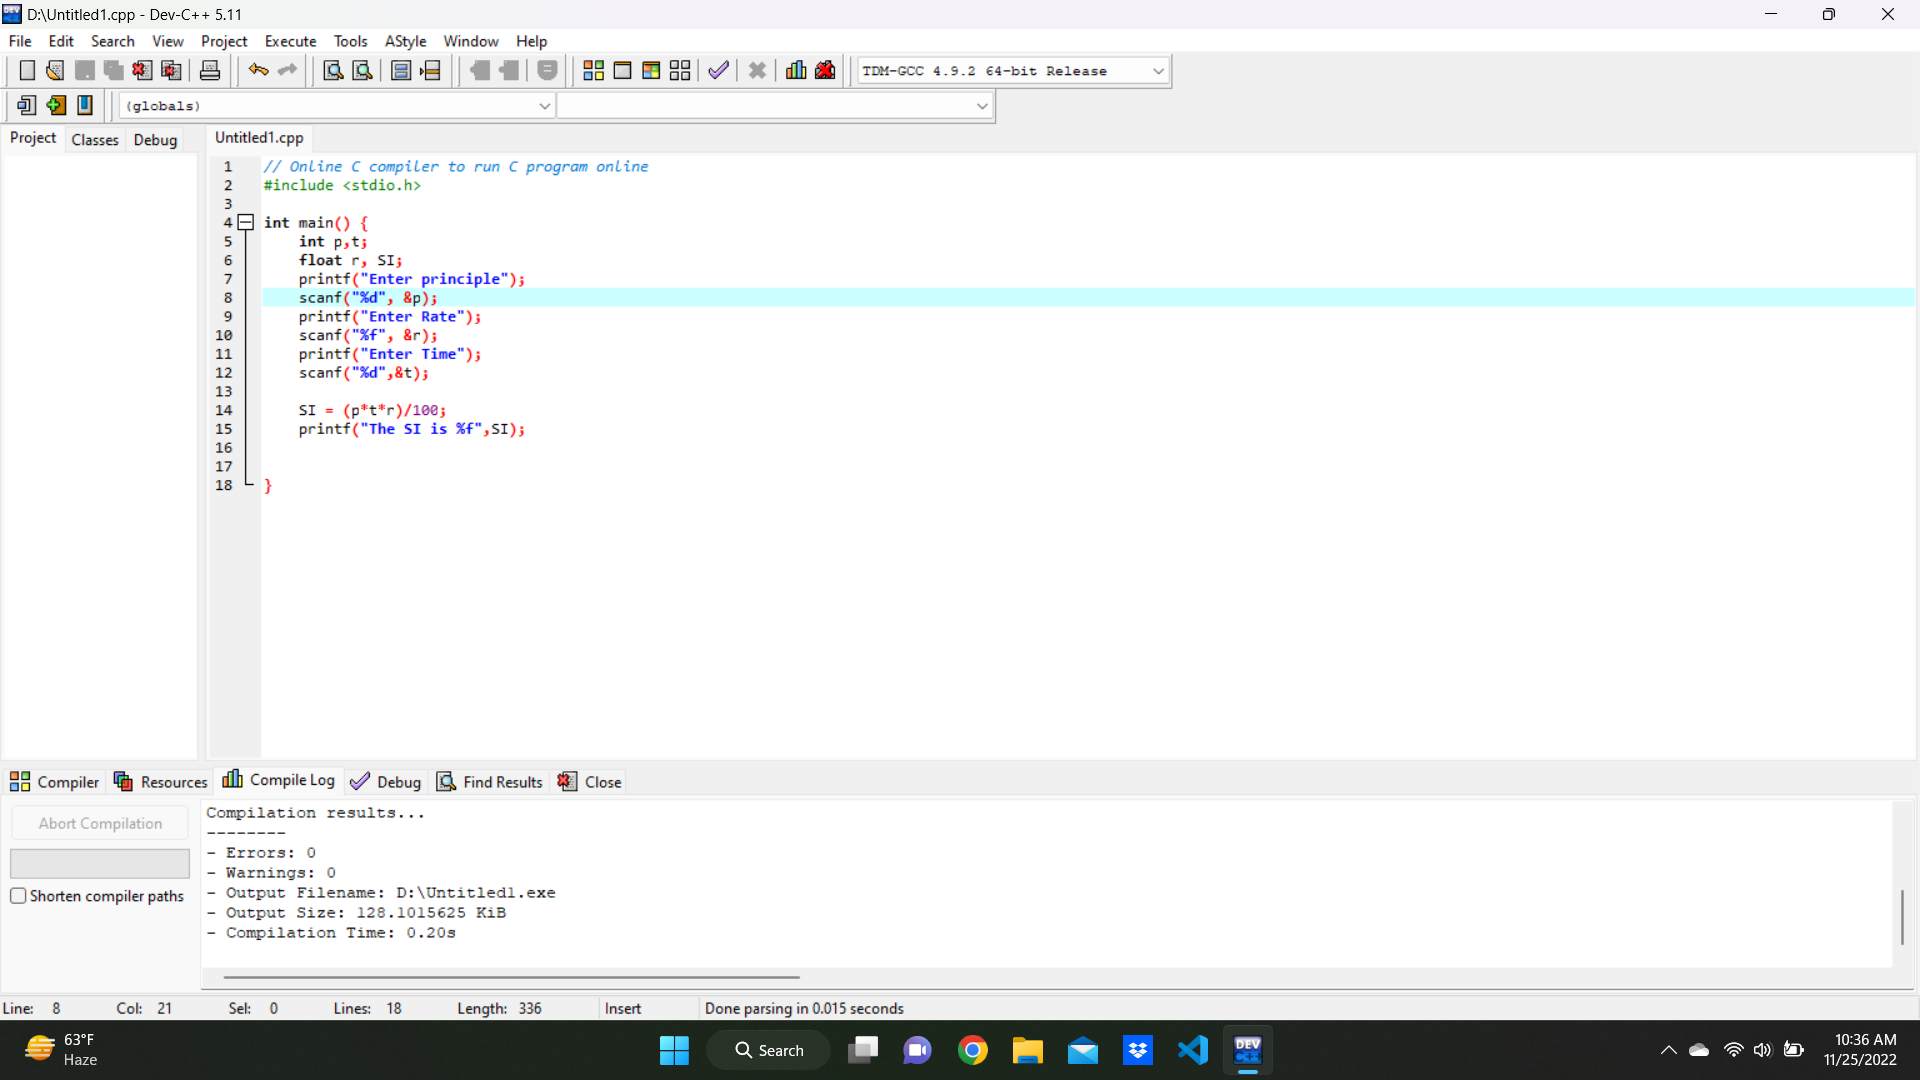 D:\Untitled1.cpp - Dev-C++ 5.11
File Edit Search View Project Execute Tools AStyle Window Help
TDM-GCC 4.9.2 64-bit Release
(globals)
Project Classes Debug Untitled1.cpp
1 // Online C compiler to run C program online
2 #include <stdio.h>
3
4 int main() {
5 int p,t;
6 float r, SI;
7 printf("Enter principle");
8 scanf("%d", &p);
9 printf("Enter Rate");
10 scanf("%f", &r);
11 printf("Enter Time");
12 scanf("%d",&t);
13
14 SI = (p*t*r)/100;
15 printf("The SI is %f",SI);
16
17
18 }
Compiler Resources Compile Log Debug Find Results Close
Abort Compilation
Shorten compiler paths
Compilation results...
--------
- Errors: 0
- Warnings: 0
- Output Filename: D:\Untitled1.exe
- Output Size: 128.1015625 KiB
- Compilation Time: 0.20s
Line: 8 Col: 21 Sel: 0 Lines: 18 Length: 336 Insert Done parsing in 0.015 seconds
63°F
Haze
Search
DEV
C++
10:36 AM
11/25/2022